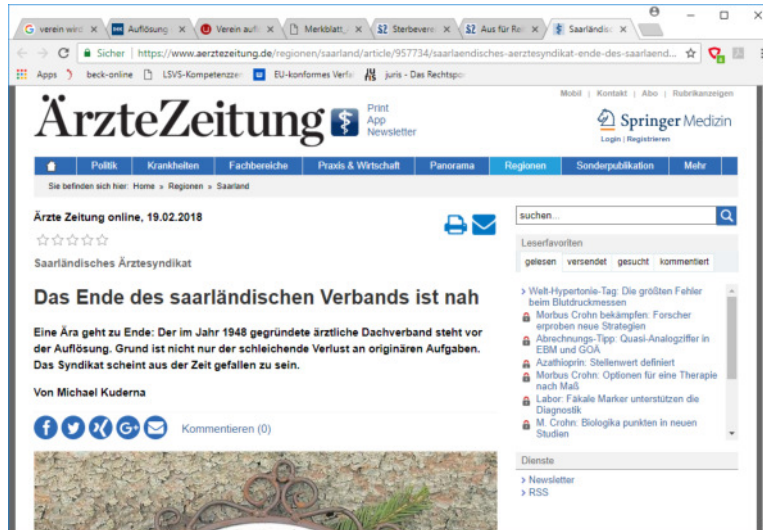 verein wird
Auflösung
Verein aufl
Merkblatt_
Sterbeverei
Aus für Rei
Saarländisc
Sicher | https://www.aerztezeitung.de/regionen/saarland/article/957734/saarlaendisches-aerztesyndikat-ende-des-saarlaend...
Apps beck-online LSVS-Kompetenzzen EU-konformes Verfa juris - Das Rechtspor
Mobil | Kontakt | Abo | Rubrikanzeigen
ÄrzteZeitung
Print
App
Newsletter
Springer Medizin
Login | Registrieren
Politik Krankheiten Fachbereiche Praxis & Wirtschaft Panorama Regionen Sonderpublikation Mehr
Sie befinden sich hier: Home » Regionen » Saarland
Ärzte Zeitung online, 19.02.2018
Saarländisches Ärztesyndikat
Das Ende des saarländischen Verbands ist nah
Eine Ära geht zu Ende: Der im Jahr 1948 gegründete ärztliche Dachverband steht vor
der Auflösung. Grund ist nicht nur der schleichende Verlust an originären Aufgaben.
Das Syndikat scheint aus der Zeit gefallen zu sein.
Von Michael Kuderna
Kommentieren (0)
suchen...
Leserfavoriten
gelesen versendet gesucht kommentiert
Welt-Hypertonie-Tag: Die größten Fehler
beim Blutdruckmessen
Morbus Crohn bekämpfen: Forscher
erproben neue Strategien
Abrechnungs-Tipp: Quasi-Analogziffer in
EBM und GOÄ
Azathioprin: Stellenwert definiert
Morbus Crohn: Optionen für eine Therapie
nach Maß
Labor: Fäkale Marker unterstützen die
Diagnostik
M. Crohn: Biologika punkten in neuen
Studien
Dienste
Newsletter
RSS